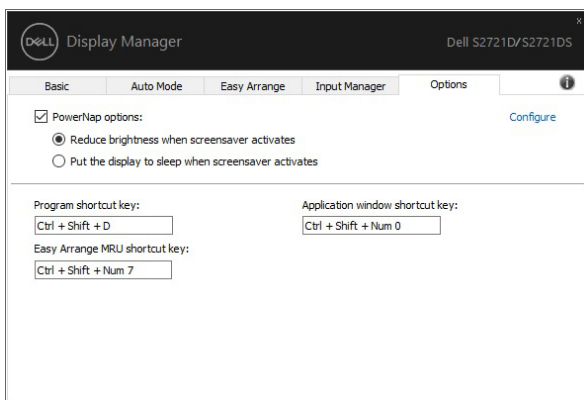 DELL Display Manager Dell S2721D/S2721DS
x
Basic Auto Mode Easy Arrange Input Manager Options i
PowerNap options: Configure
Reduce brightness when screensaver activates
Put the display to sleep when screensaver activates
Program shortcut key: Application window shortcut key:
Ctrl + Shift + D Ctrl + Shift + Num 0
Easy Arrange MRU shortcut key:
Ctrl + Shift + Num 7